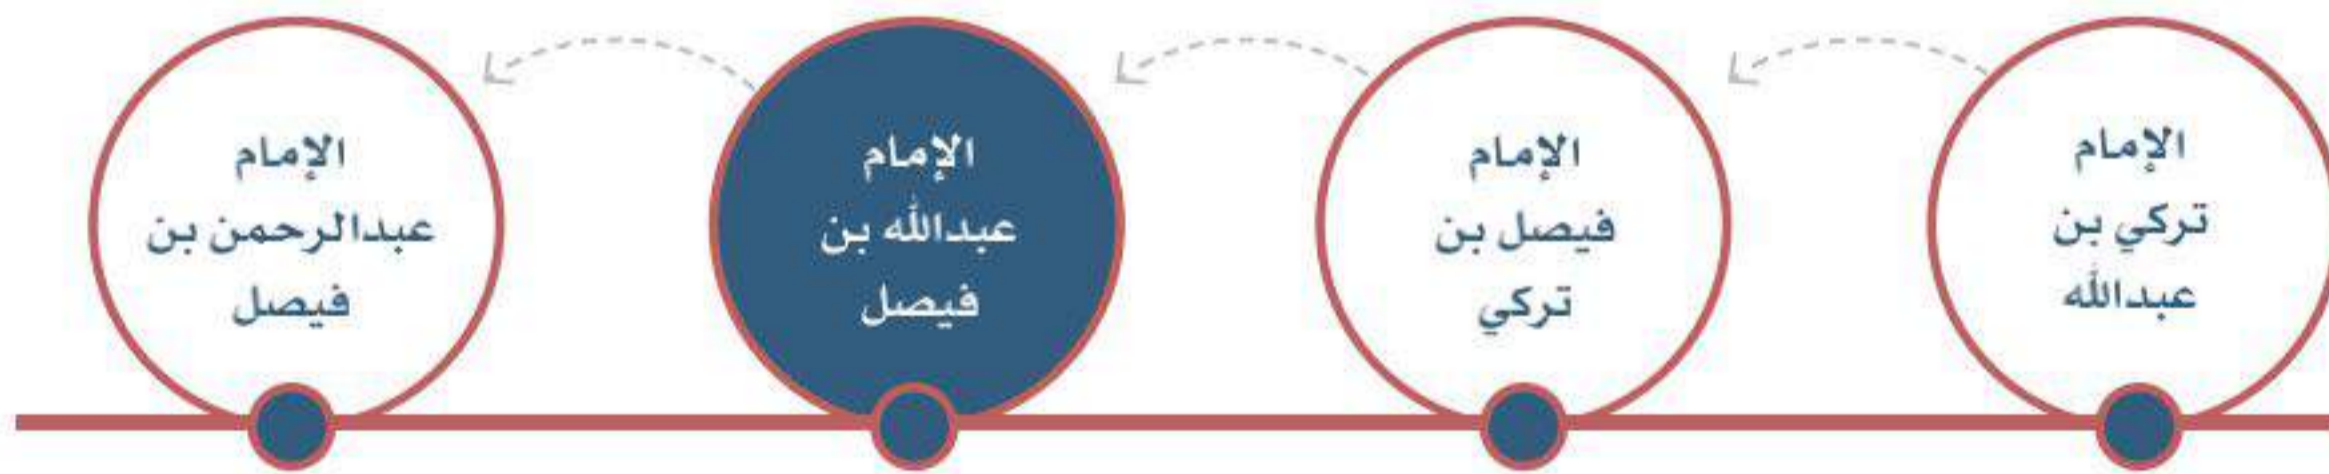 الإمام
تركي بن
عبدالله
الإمام
فيصل بن
تركي
الإمام
عبدالله بن
فيصل
الإمام
عبدالرحمن بن
فيصل